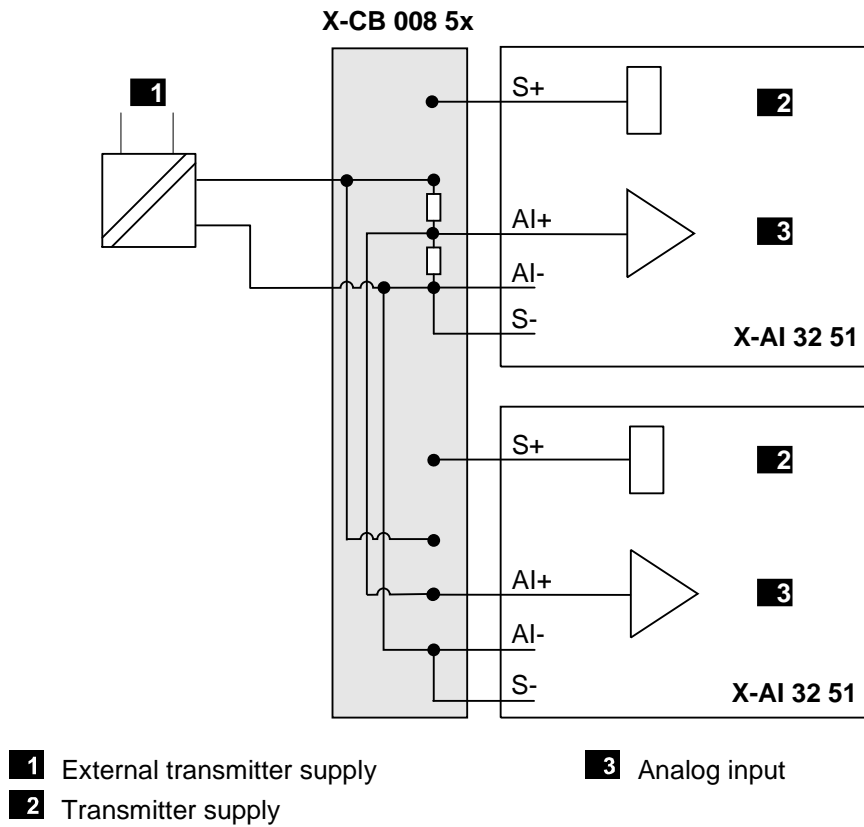 X-CB 008 5x
1
S+
2
AI+
3
AI-
S-
X-AI 32 51
S+
2
AI+
3
AI-
S-
X-AI 32 51
1 External transmitter supply
3 Analog input
2 Transmitter supply